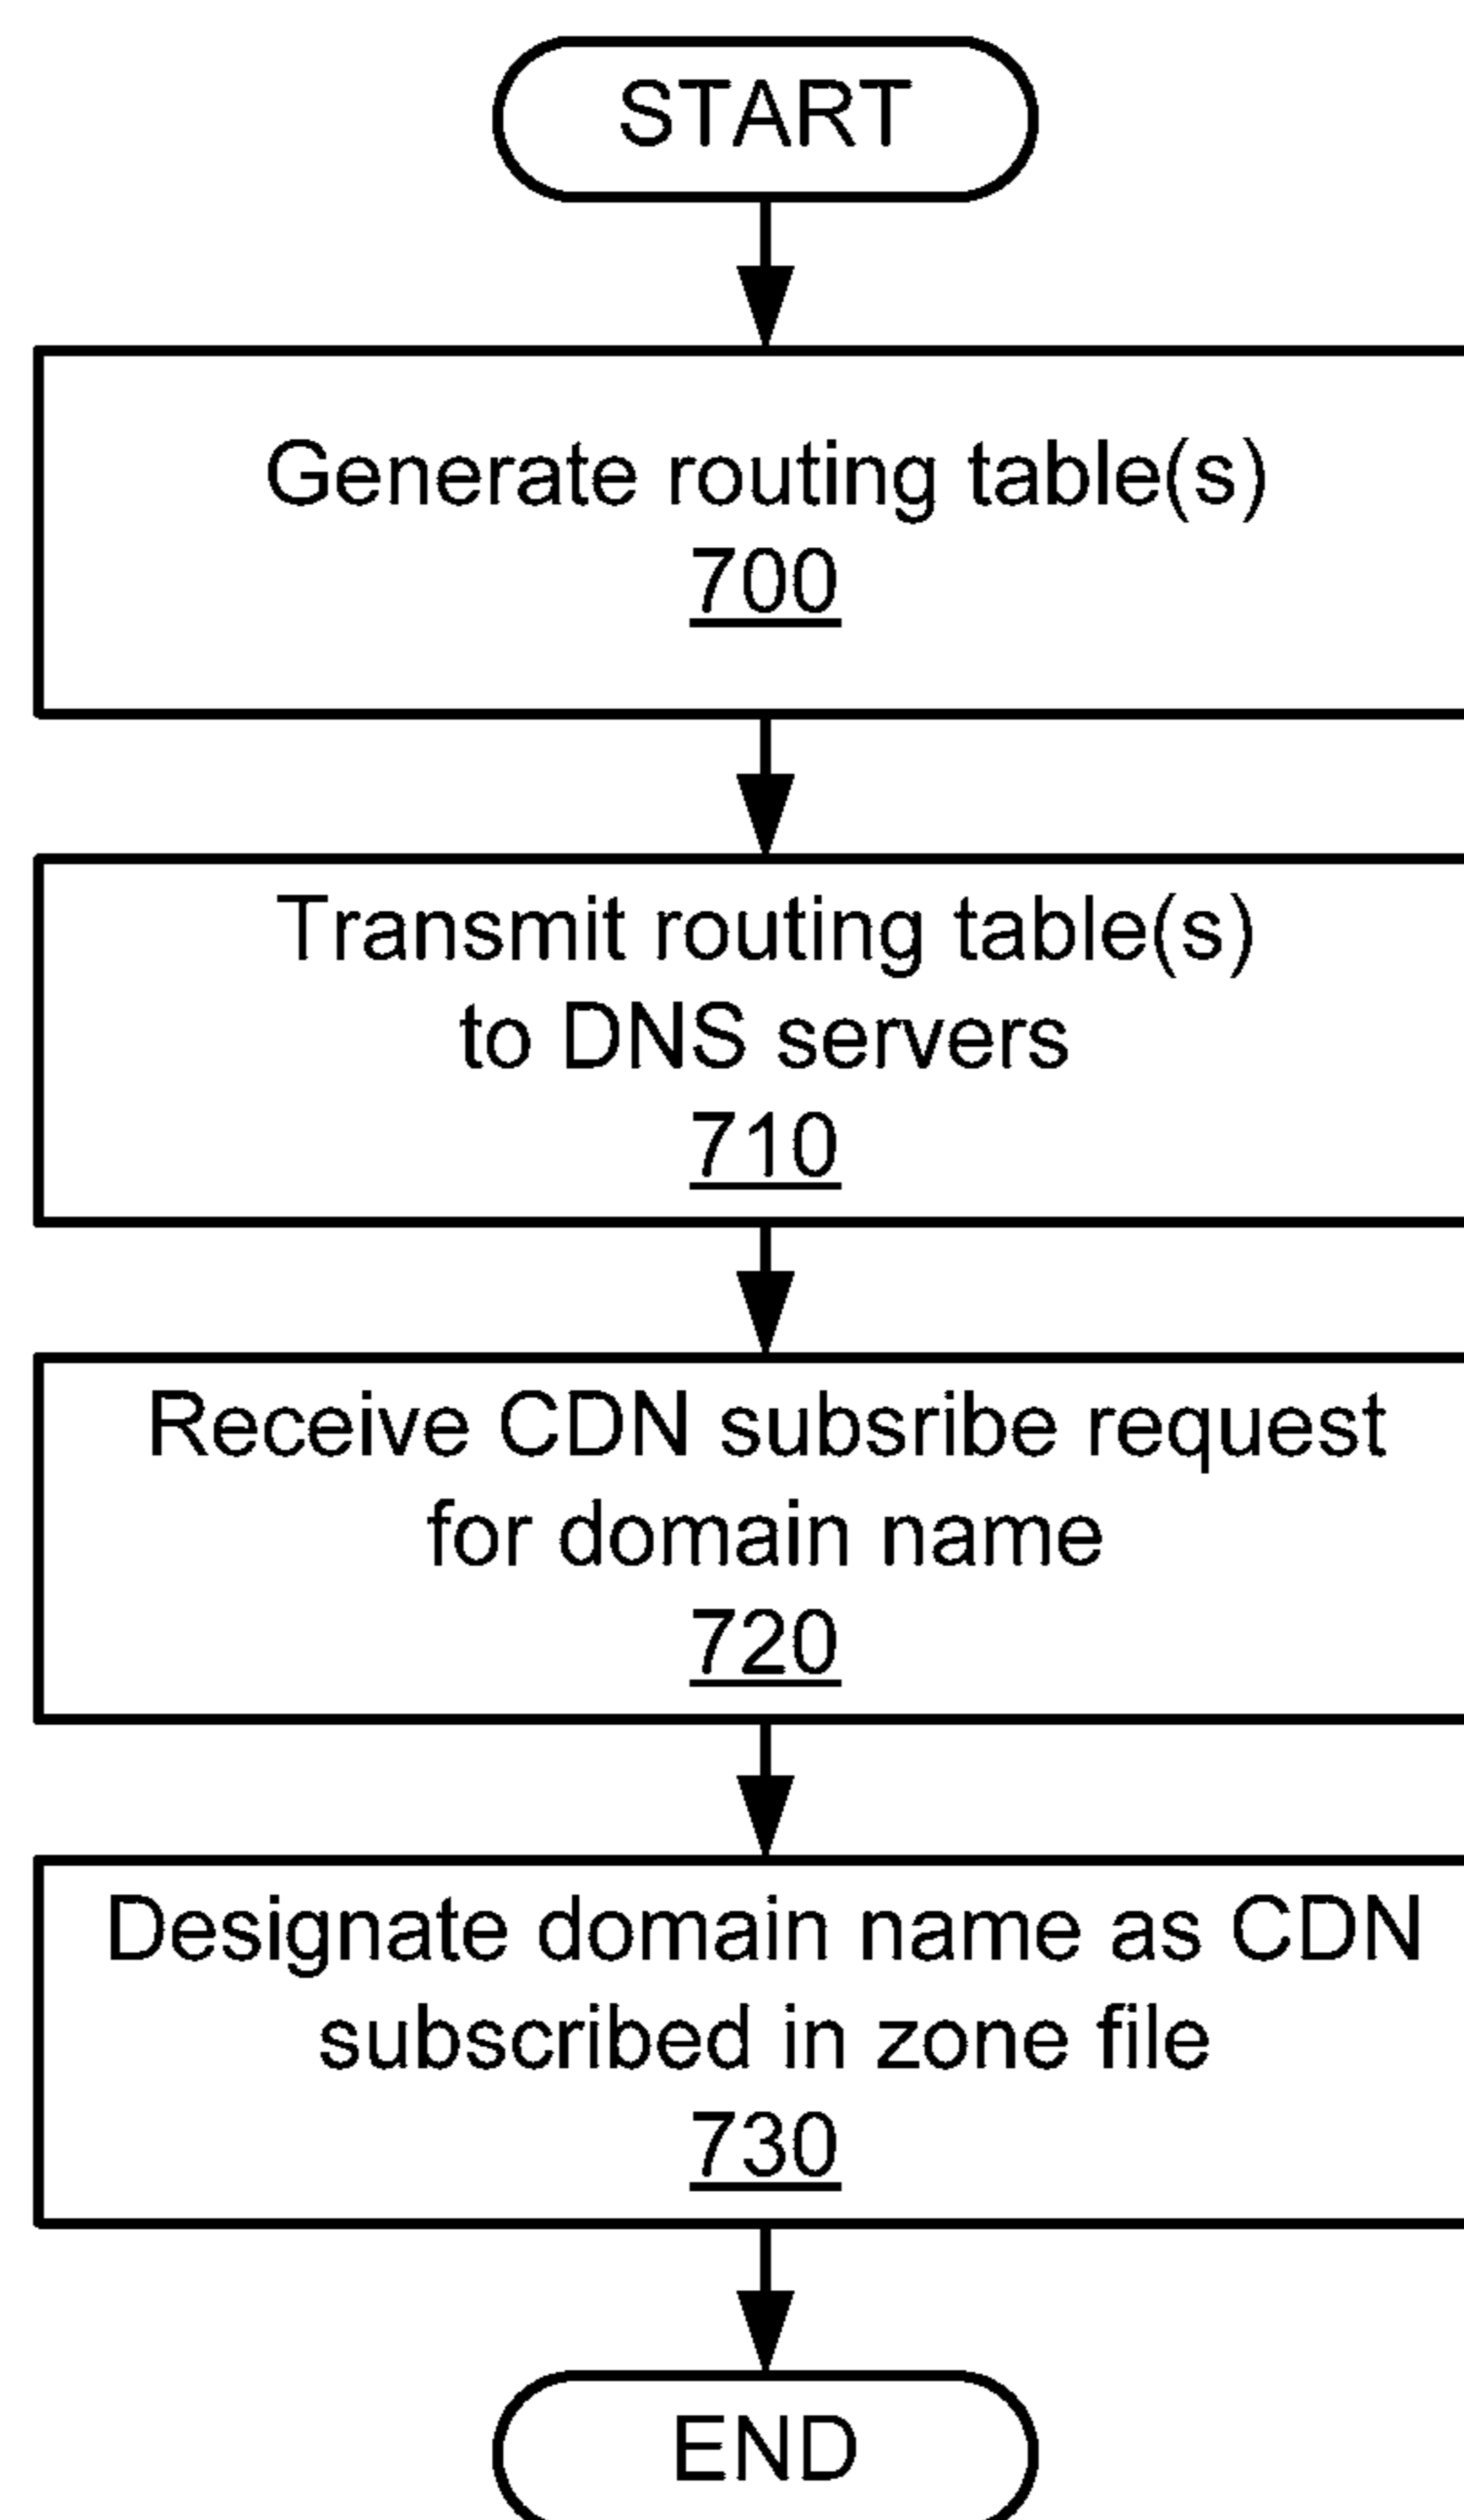 START
Generate routing table(s)
700
Transmit routing table(s)
to DNS servers
710
Receive CDN subsribe request
for domain name
720
Designate domain name as CDN
subscribed in zone file
730
END